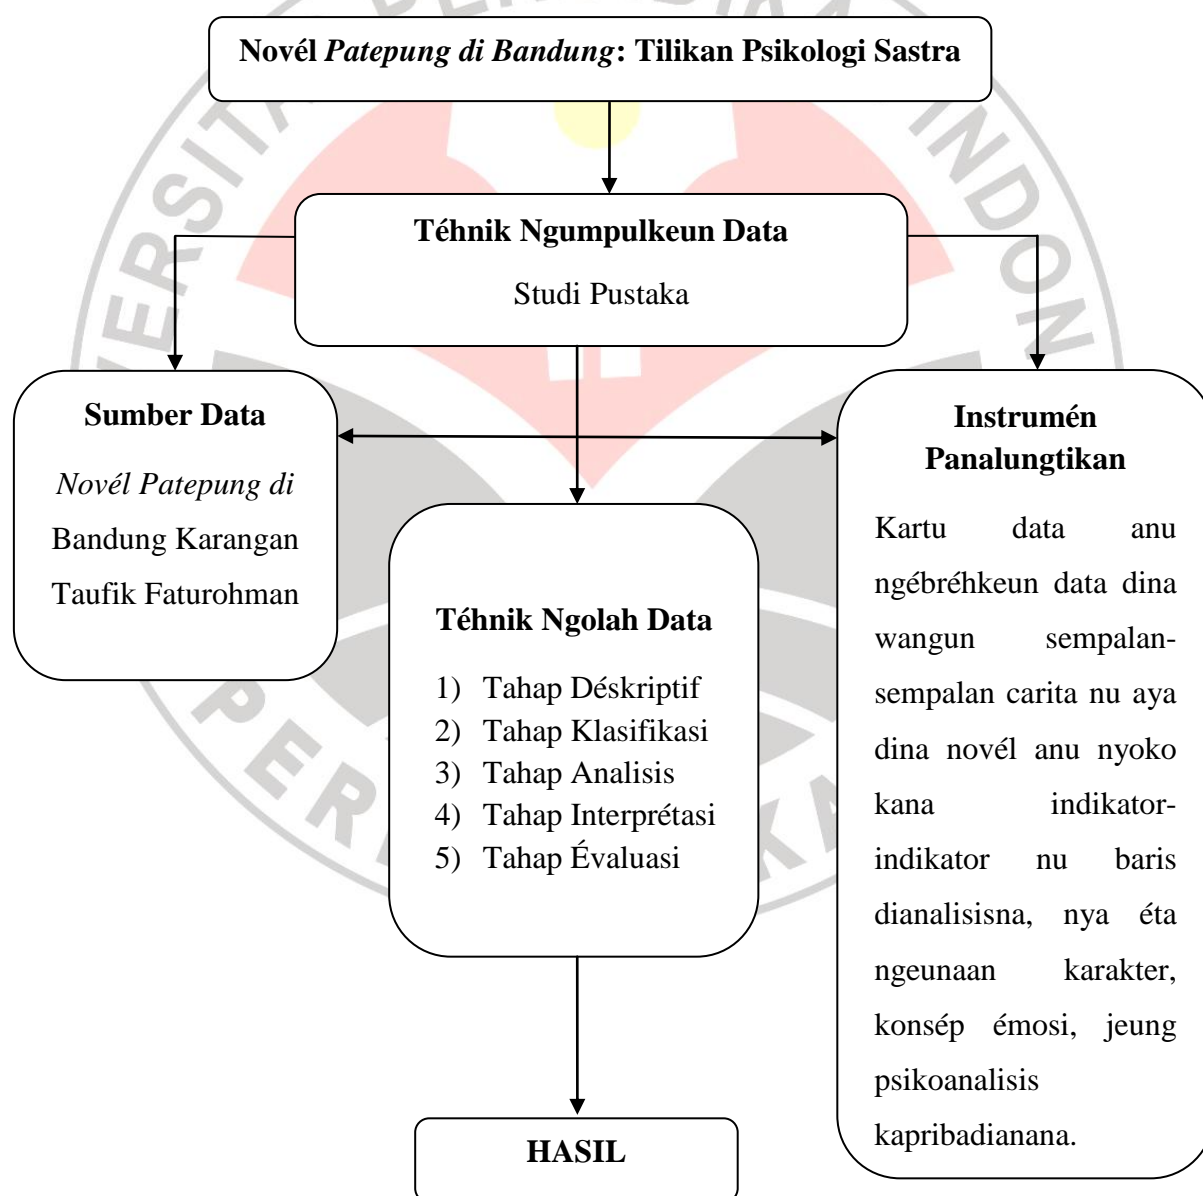 Novél Patepung di Bandung: Tilikan Psikologi Sastra
Téhnik Ngumpulkeun Data
Studi Pustaka
Sumber Data
Novél Patepung di
Bandung Karangan
Taufik Faturohman
Téhnik Ngolah Data
1) Tahap Déskriptif
2) Tahap Klasifikasi
3) Tahap Analisis
4) Tahap Interprétasi
5) Tahap Évaluasi
Instrumén
Panalungtikan
Kartu data anu
ngébréhkeun data dina
wangun sempalan-
sempalan carita nu aya
dina novél anu nyoko
kana indikator-
indikator nu baris
dianalisisna, nya éta
ngeunaan karakter,
konsép émosi, jeung
psikoanalisis
kapribadianana.
HASIL